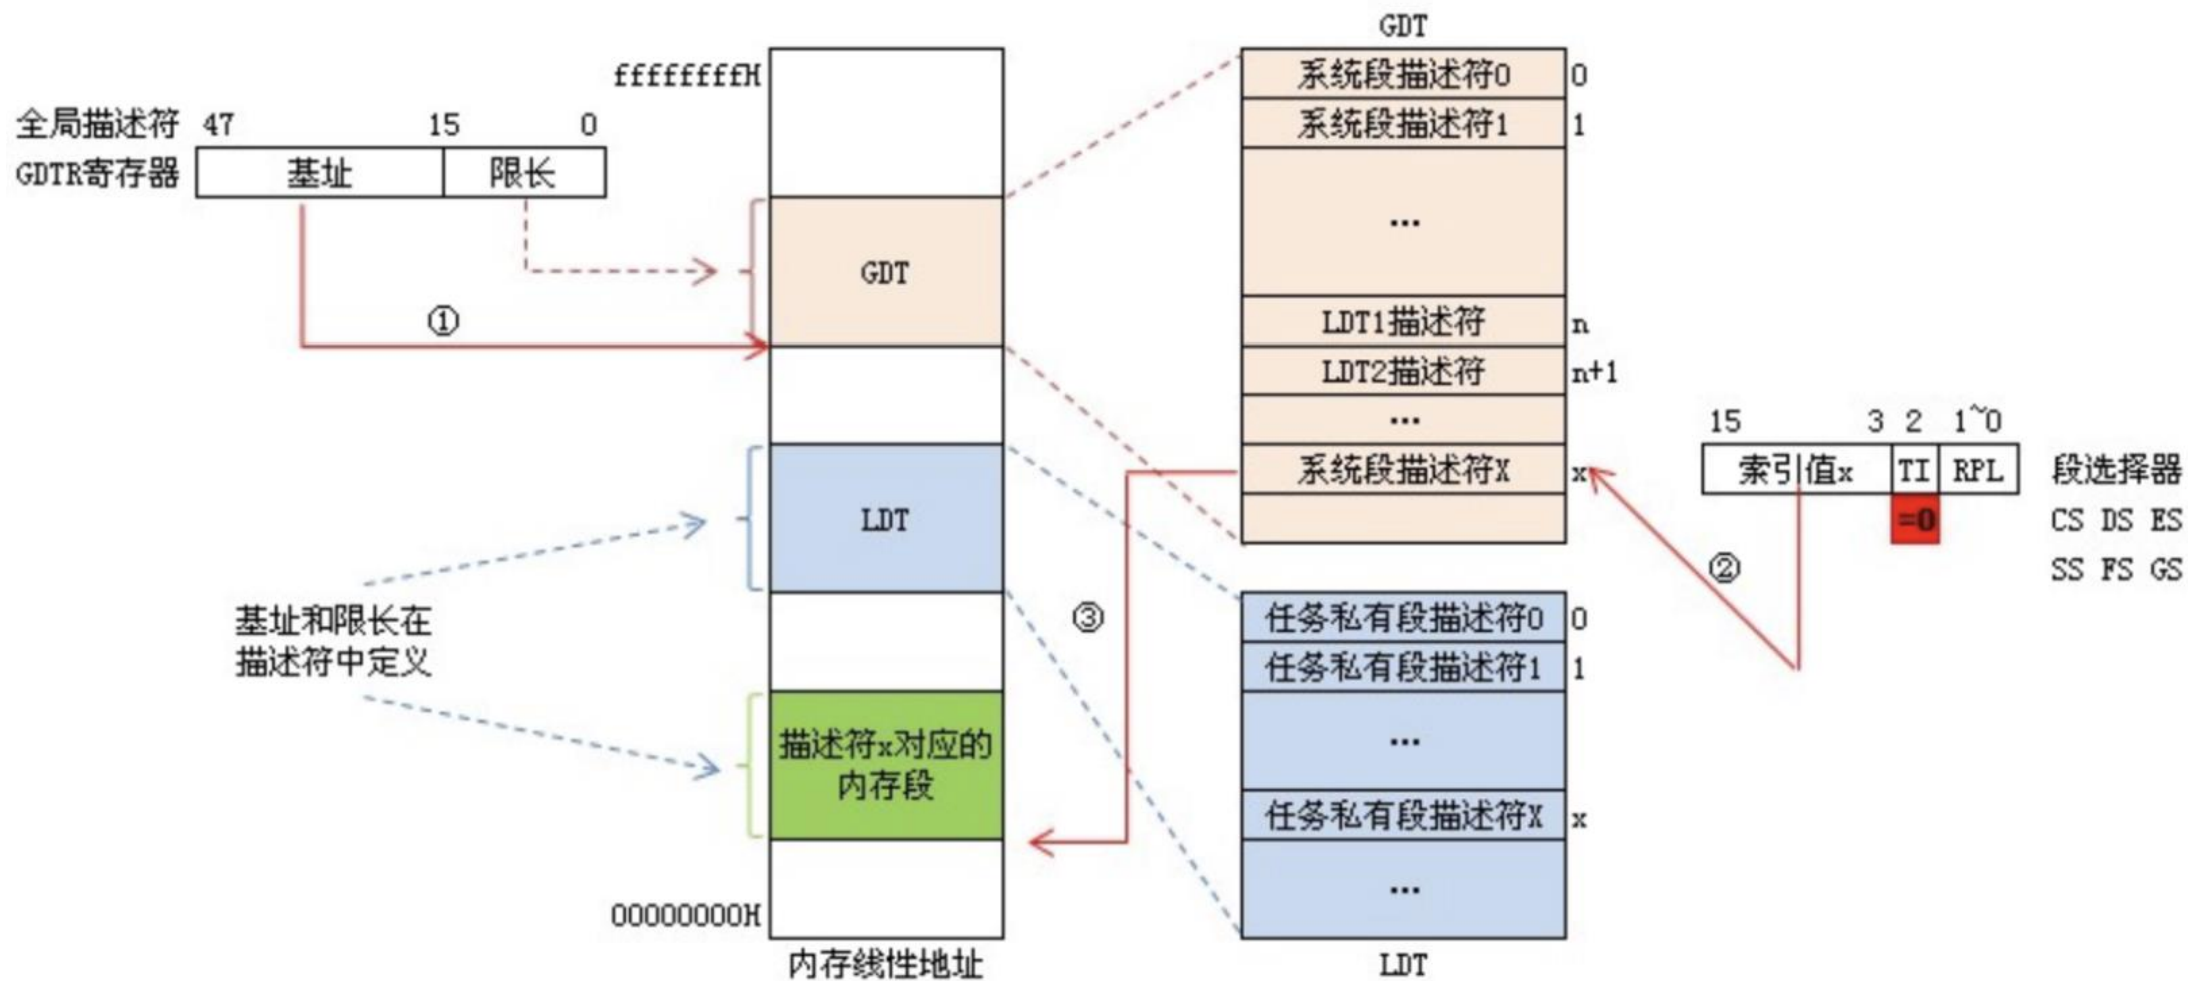 GDT
ffffffffH
系统段描述符0 0
全局描述符 47 15 0
系统段描述符1 1
GDTR寄存器 基址 限长
...
GDT
①
LDT1描述符 n
LDT2描述符 n+1
...
15 3 2 1~0
系统段描述符X x
索引值x TI RPL 段选择器
=0 CS DS ES
LDT
② SS FS GS
基址和限长在
描述符中定义
③
任务私有段描述符0 0
任务私有段描述符1 1
...
描述符x对应的
内存段
任务私有段描述符X x
...
00000000H
内存线性地址
LDT